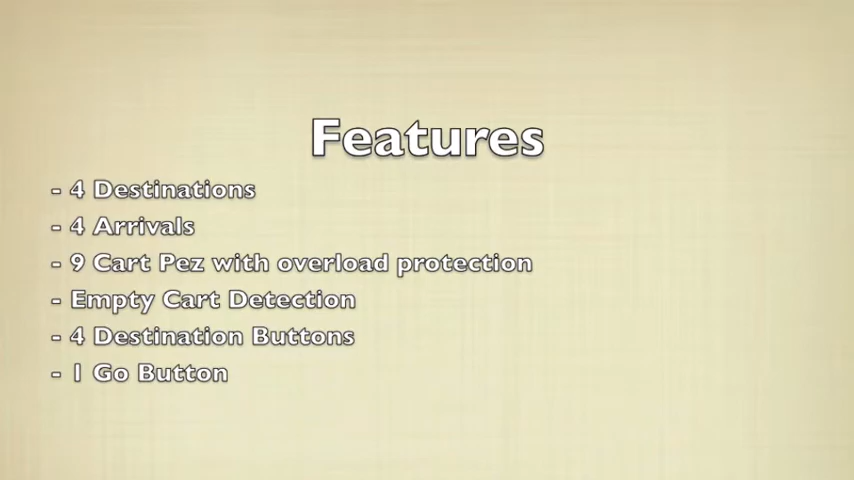 Features
- 4 Destinations
- 4 Arrivals
- 9 Cart Pez with overload protection
- Empty Cart Detection
- 4 Destination Buttons
- 1 Go Button